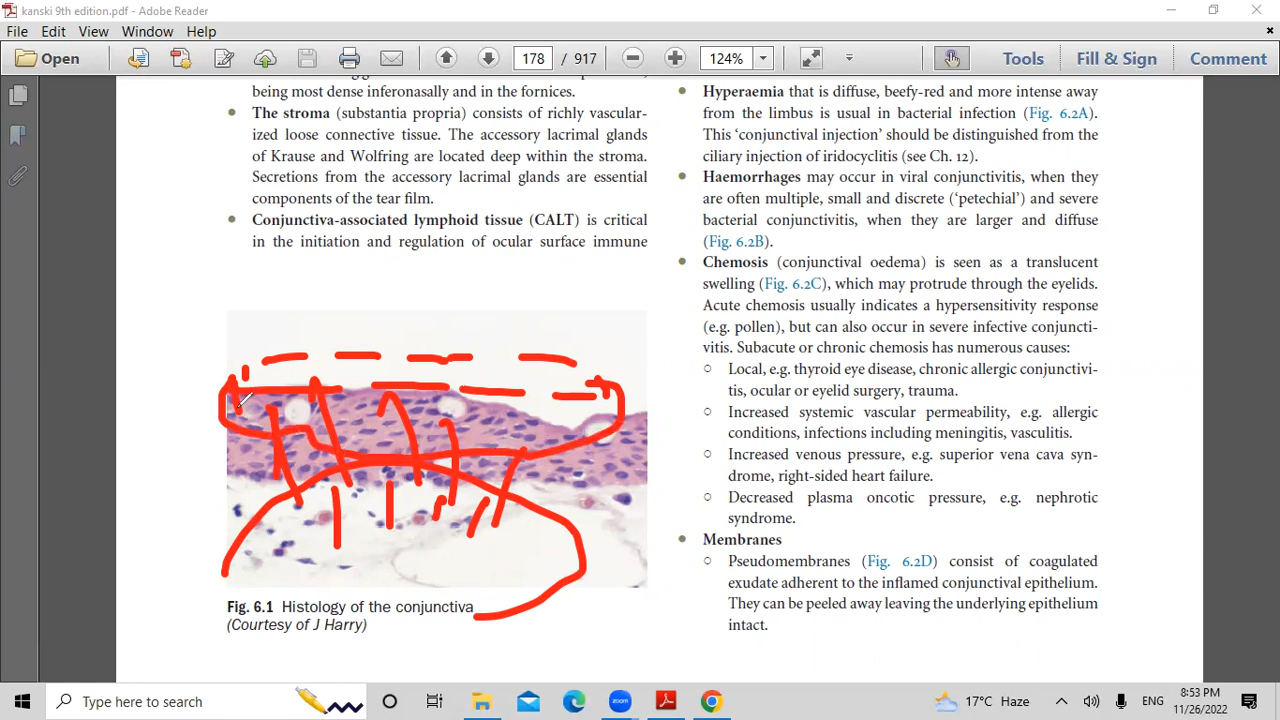 kanski 9th edition.pdf - Adobe Reader
File Edit View Window Help
Open 178 / 917 124% Tools Fill & Sign Comment
being most dense inferonasally and in the fornices.
The stroma (substantia propria) consists of richly vascular-
ized loose connective tissue. The accessory lacrimal glands
of Krause and Wolfring are located deep within the stroma.
Secretions from the accessory lacrimal glands are essential
components of the tear film.
Conjunctiva-associated lymphoid tissue (CALT) is critical
in the initiation and regulation of ocular surface immune
Fig. 6.1 Histology of the conjunctiva
(Courtesy of J Harry)
Hyperaemia that is diffuse, beefy-red and more intense away
from the limbus is usual in bacterial infection (Fig. 6.2A).
This ‘conjunctival injection’ should be distinguished from the
ciliary injection of iridocyclitis (see Ch. 12).
Haemorrhages may occur in viral conjunctivitis, when they
are often multiple, small and discrete (‘petechial’) and severe
bacterial conjunctivitis, when they are larger and diffuse
(Fig. 6.2B).
Chemosis (conjunctival oedema) is seen as a translucent
swelling (Fig. 6.2C), which may protrude through the eyelids.
Acute chemosis usually indicates a hypersensitivity response
(e.g. pollen), but can also occur in severe infective conjuncti-
vitis. Subacute or chronic chemosis has numerous causes:
Local, e.g. thyroid eye disease, chronic allergic conjunctivi-
tis, ocular or eyelid surgery, trauma.
Increased systemic vascular permeability, e.g. allergic
conditions, infections including meningitis, vasculitis.
Increased venous pressure, e.g. superior vena cava syn-
drome, right-sided heart failure.
Decreased plasma oncotic pressure, e.g. nephrotic
syndrome.
Membranes
Pseudomembranes (Fig. 6.2D) consist of coagulated
exudate adherent to the inflamed conjunctival epithelium.
They can be peeled away leaving the underlying epithelium
intact.
Type here to search
zoom
17°C Haze
ENG
8:53 PM
11/26/2022